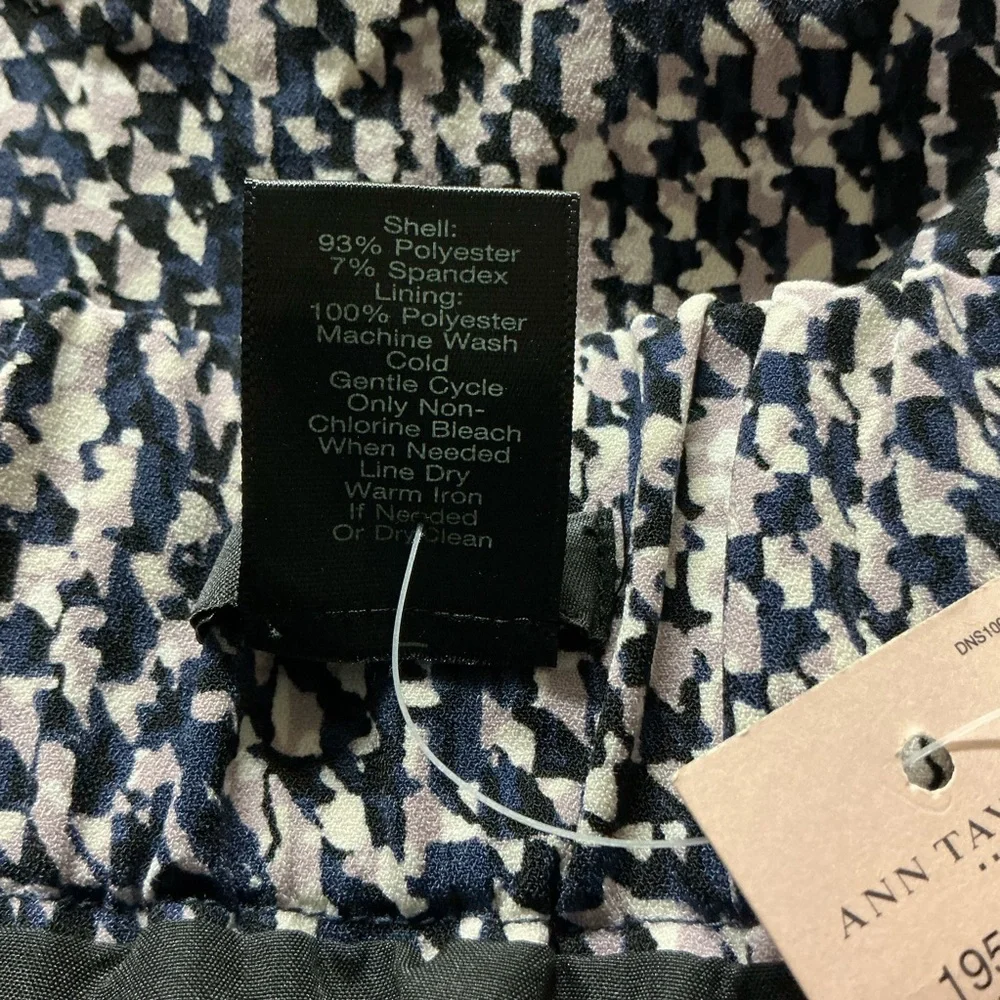 Shell:
93% Polyester
7% Spandex
Lining:
100% Polyester
Machine Wash
Cold
Gentle Cycle
Only Non-
Chlorine Bleach
When Needed
Line Dry
Warm Iron
If Needed
Or Dry Clean
ANN
195